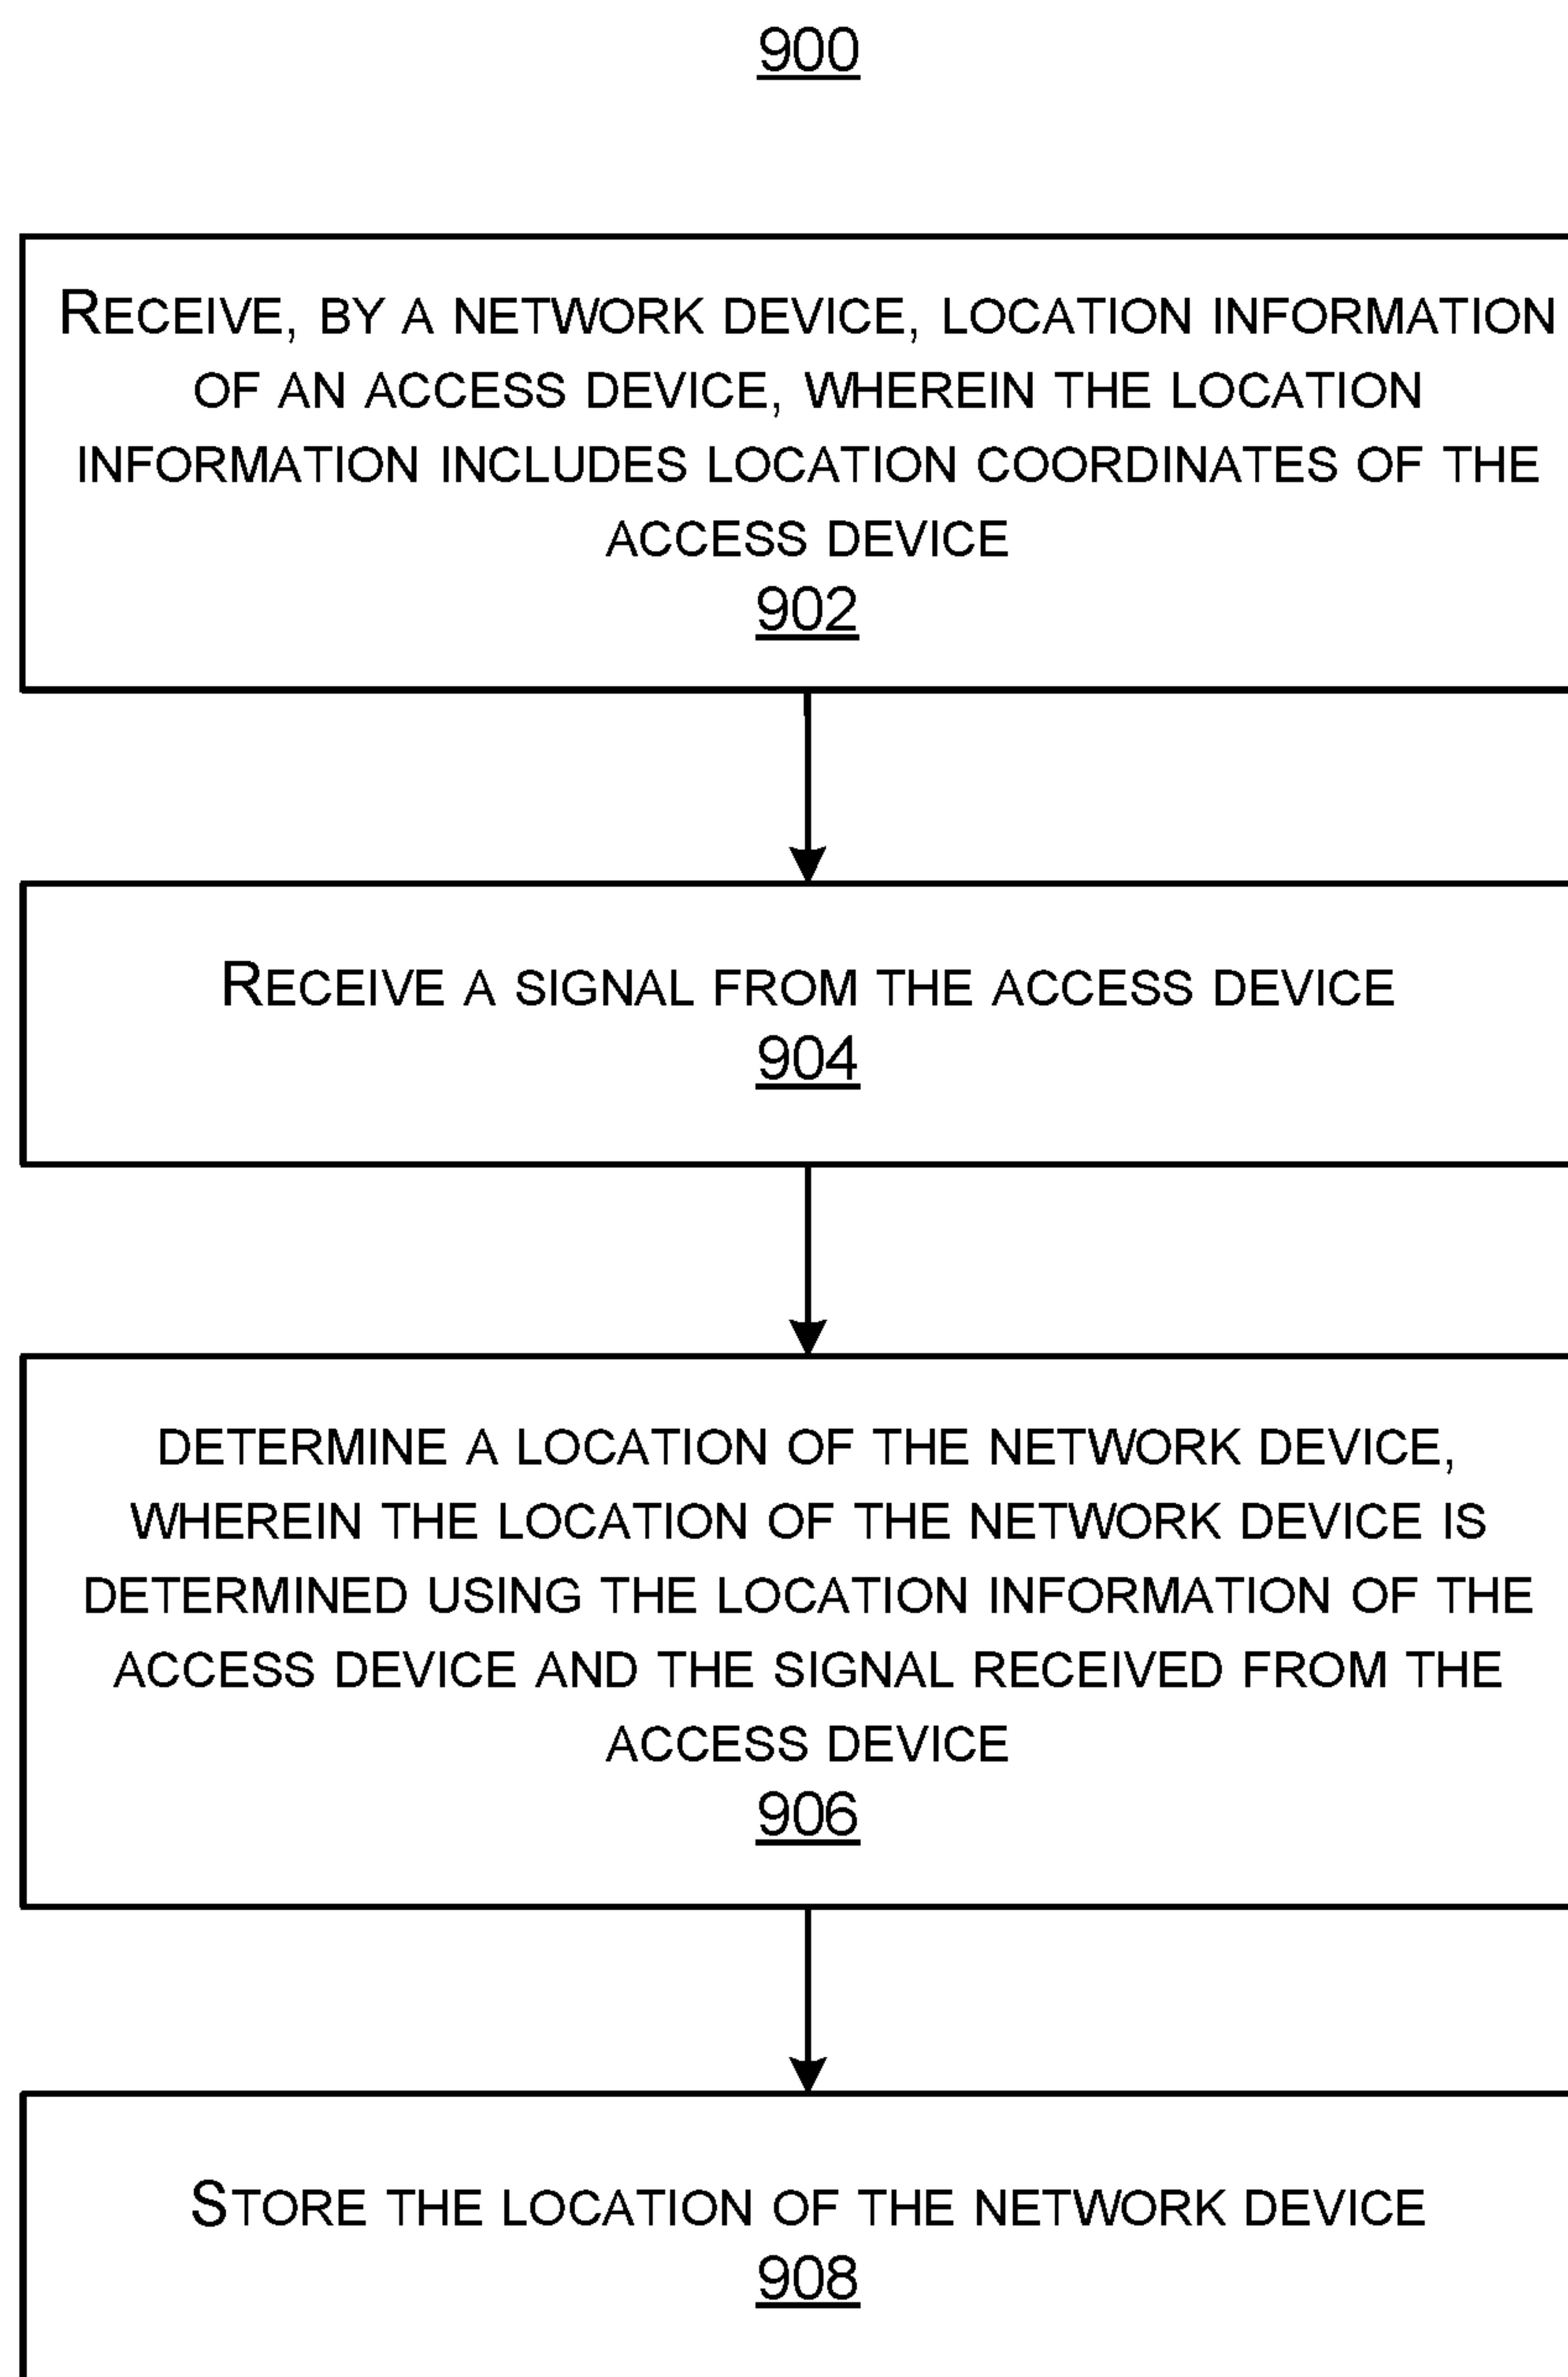 900
RECEIVE, BY A NETWORK DEVICE, LOCATION INFORMATION
OF AN ACCESS DEVICE, WHEREIN THE LOCATION
INFORMATION INCLUDES LOCATION COORDINATES OF THE
ACCESS DEVICE
902
RECEIVE A SIGNAL FROM THE ACCESS DEVICE
904
DETERMINE A LOCATION OF THE NETWORK DEVICE,
WHEREIN THE LOCATION OF THE NETWORK DEVICE IS
DETERMINED USING THE LOCATION INFORMATION OF THE
ACCESS DEVICE AND THE SIGNAL RECEIVED FROM THE
ACCESS DEVICE
906
STORE THE LOCATION OF THE NETWORK DEVICE
908